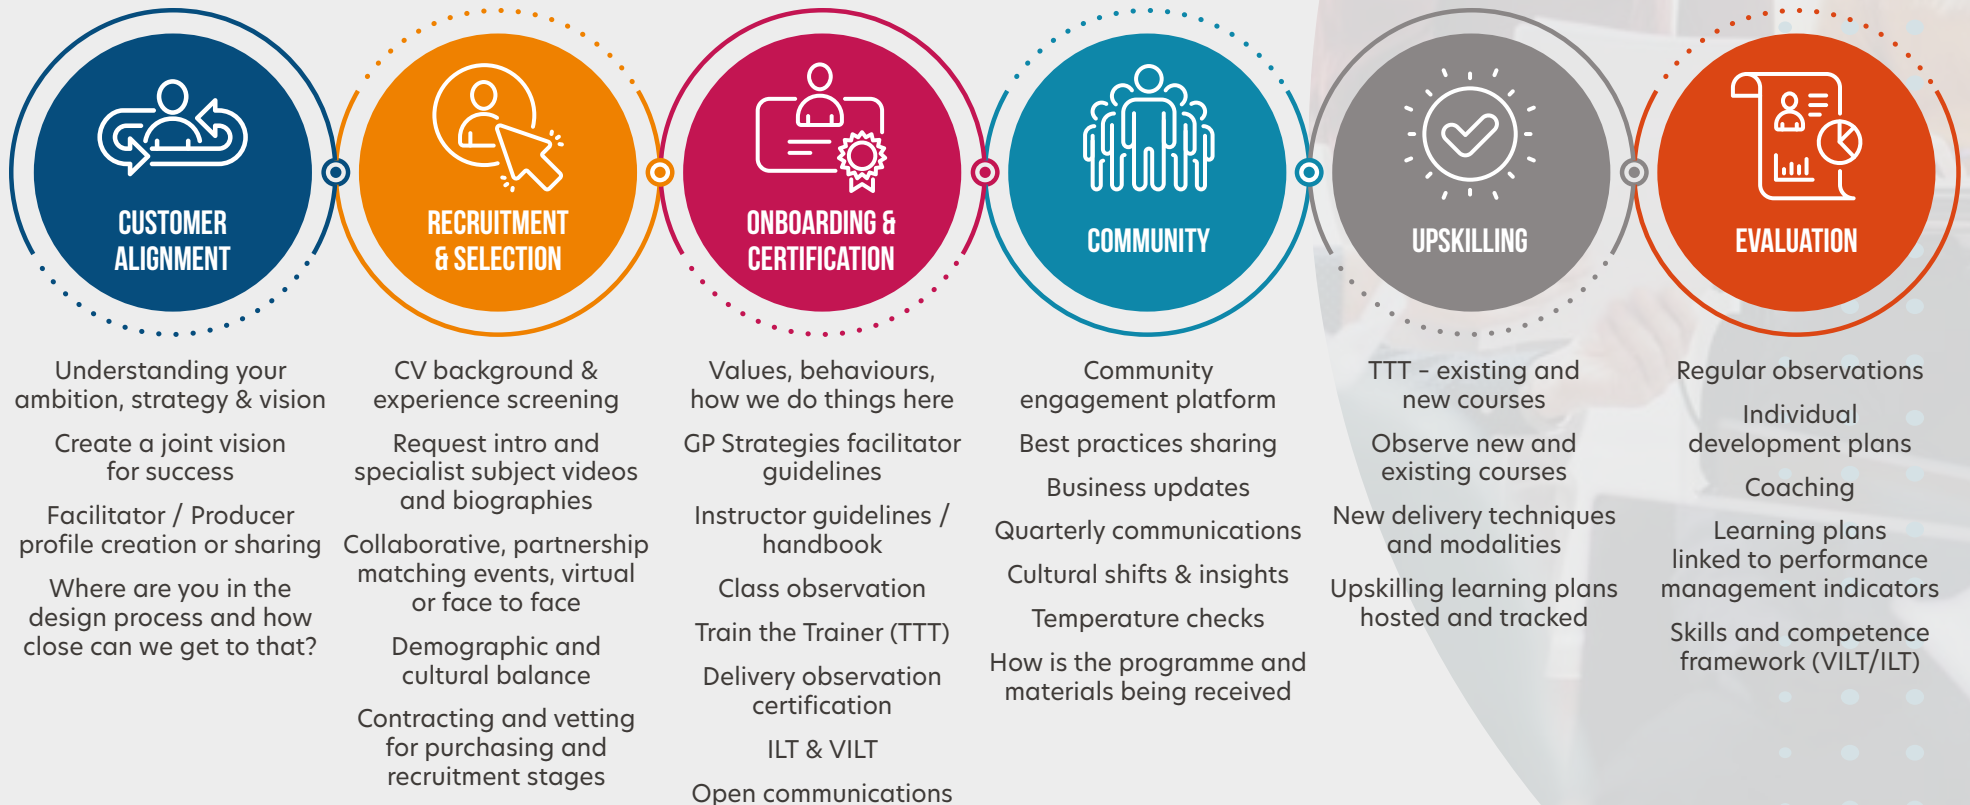 CUSTOMER
ALIGNMENT
Understanding your
ambition, strategy & vision
Create a joint vision
for success
Facilitator / Producer
profile creation or sharing
Where are you in the
design process and how
close can we get to that?
RECRUITMENT
& SELECTION
CV background &
experience screening
Request intro and
specialist subject videos
and biographies
Collaborative, partnership
matching events, virtual
or face to face
Demographic and
cultural balance
Contracting and vetting
for purchasing and
recruitment stages
ONBOARDING &
CERTIFICATION
Values, behaviours,
how we do things here
GP Strategies facilitator
guidelines
Instructor guidelines /
handbook
Class observation
Train the Trainer (TTT)
Delivery observation
certification
ILT & VILT
Open communications
COMMUNITY
Community
engagement platform
Best practices sharing
Business updates
Quarterly communications
Cultural shifts & insights
Temperature checks
How is the programme and
materials being received
UPSKILLING
TTT – existing and
new courses
Observe new and
existing courses
New delivery techniques
and modalities
Upskilling learning plans
hosted and tracked
EVALUATION
Regular observations
Individual
development plans
Coaching
Learning plans
linked to performance
management indicators
Skills and competence
framework (VILT/ILT)